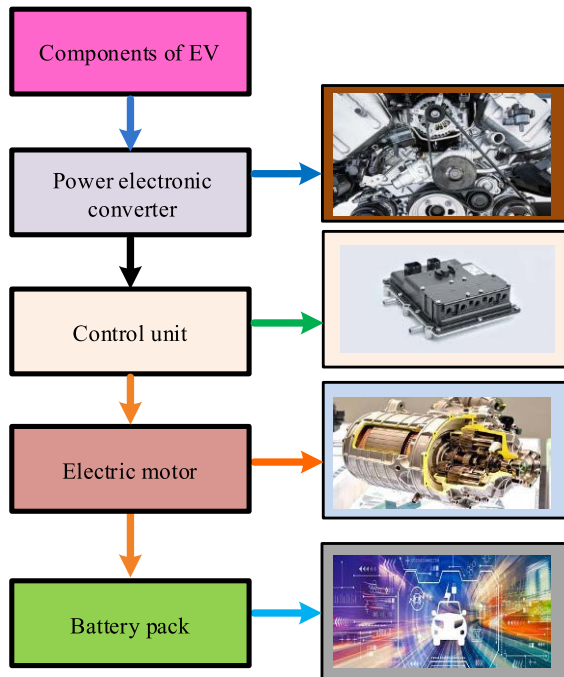 Components of EV
Power electronic
converter
Control unit
Electric motor
Battery pack